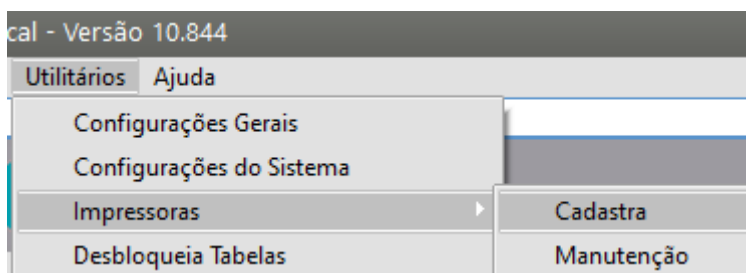 cal - Versão 10.844
Utilitários Ajuda
Configurações Gerais
Configurações do Sistema
Impressoras
Cadastra
Desbloqueia Tabelas
Manutenção